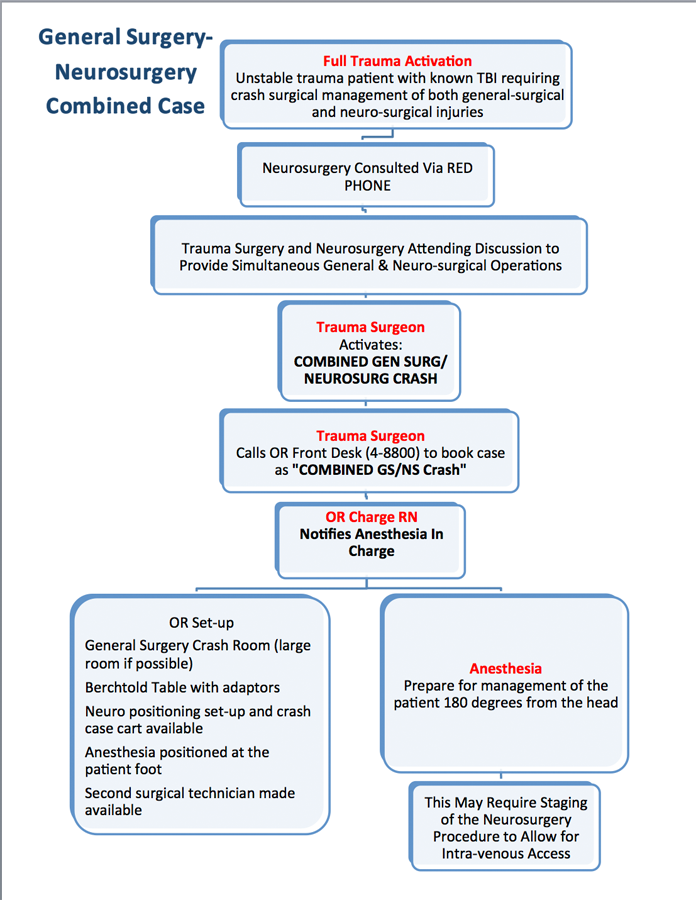 General Surgery-
Neurosurgery
Combined Case
Full Trauma Activation
Unstable trauma patient with known TBI requiring
crash surgical management of both general-surgical
and neuro-surgical injuries
Neurosurgery Consulted Via RED
PHONE
Trauma Surgery and Neurosurgery Attending Discussion to
Provide Simultaneous General & Neuro-surgical Operations
Trauma Surgeon
Activates:
COMBINED GEN SURG/
NEUROSURG CRASH
Trauma Surgeon
Calls OR Front Desk (4-8800) to book case
as "COMBINED GS/NS Crash"
OR Charge RN
Notifies Anesthesia In
Charge
OR Set-up
General Surgery Crash Room (large
room if possible)
Berchtold Table with adaptors
Neuro positioning set-up and crash
case cart available
Anesthesia positioned at the
patient foot
Second surgical technician made
available
Anesthesia
Prepare for management of the
patient 180 degrees from the head
This May Require Staging
of the Neurosurgery
Procedure to Allow for
Intra-venous Access